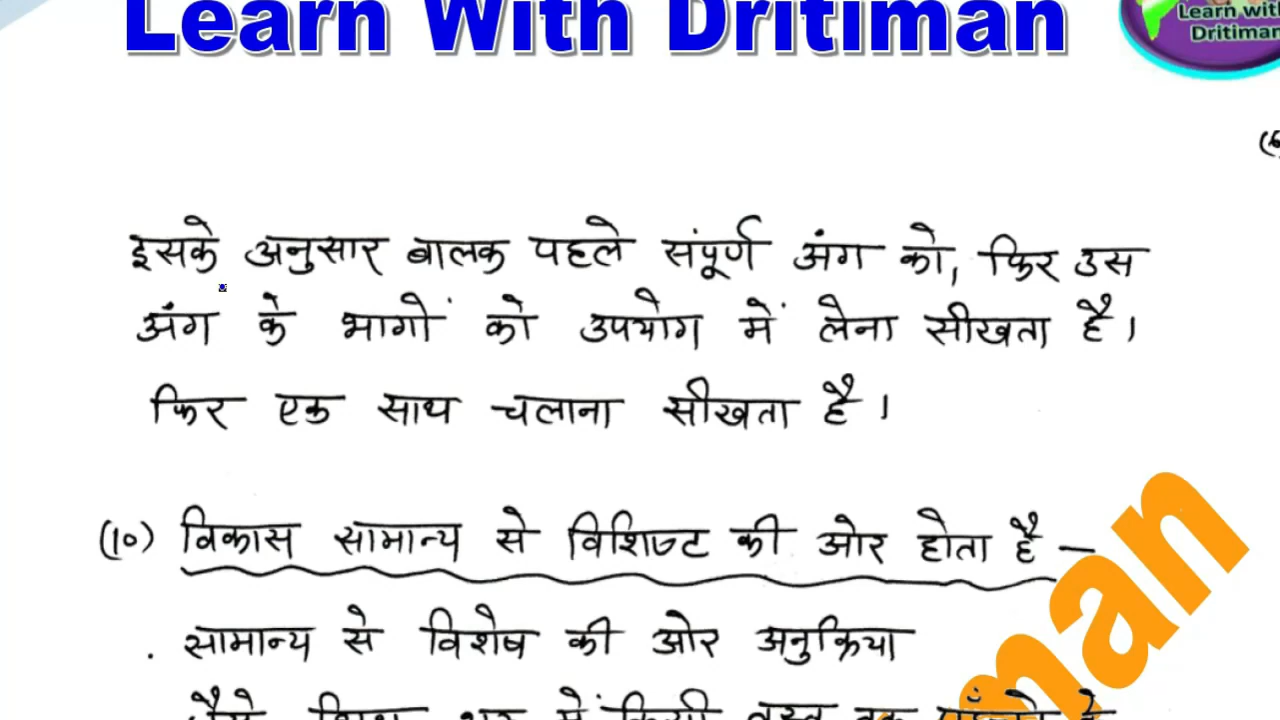 Learn With Dritiman
Learn with
Dritiman
इसके अनुसार बालक पहले संपूर्ण अंग को, फिर उस
अंग के भागों को उपयोग में लेना सीखता है।
फिर एक साथ चलाना सीखता है।
(10) विकास सामान्य से विशिष्ट की ओर होता है —
. सामान्य से विशेष की ओर अनुक्रिया
man